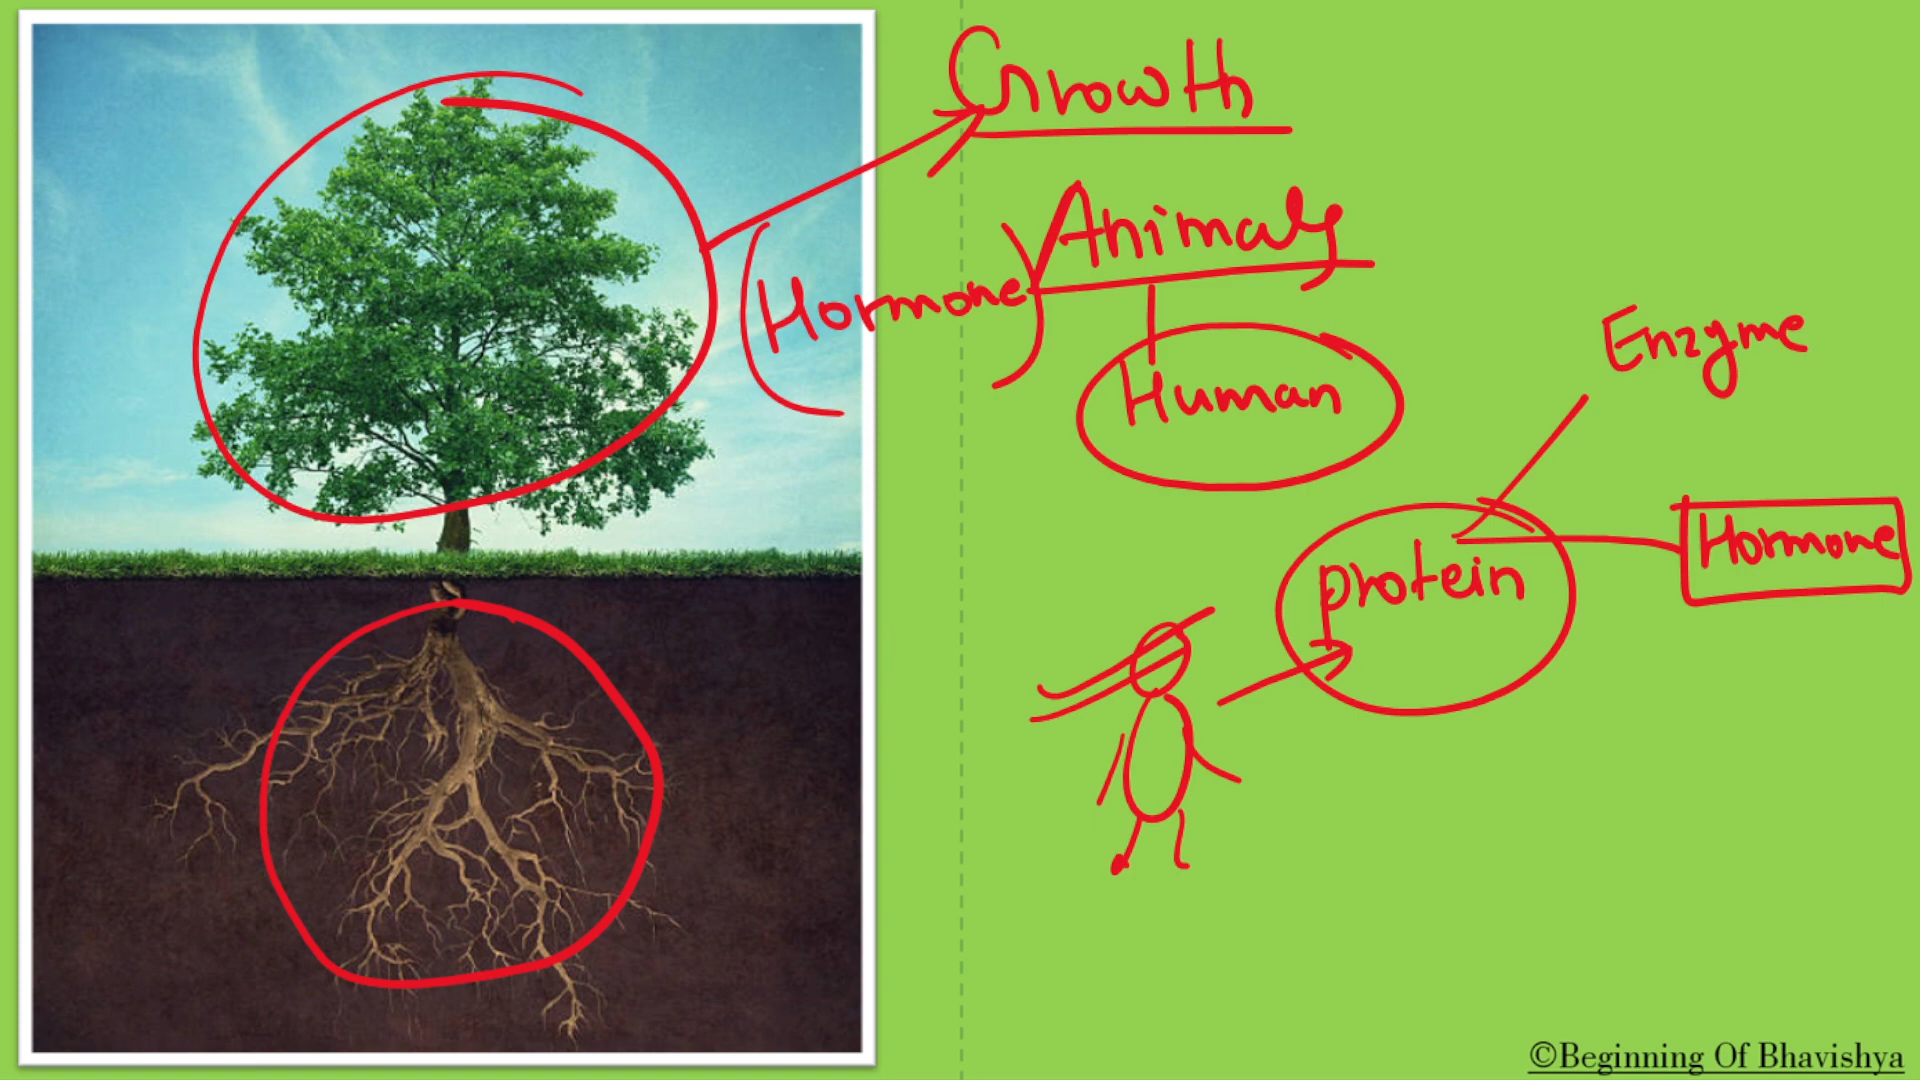 Growth
Animals
(Hormone)
Human
Enzyme
Hormone
protein
©Beginning Of Bhavishya